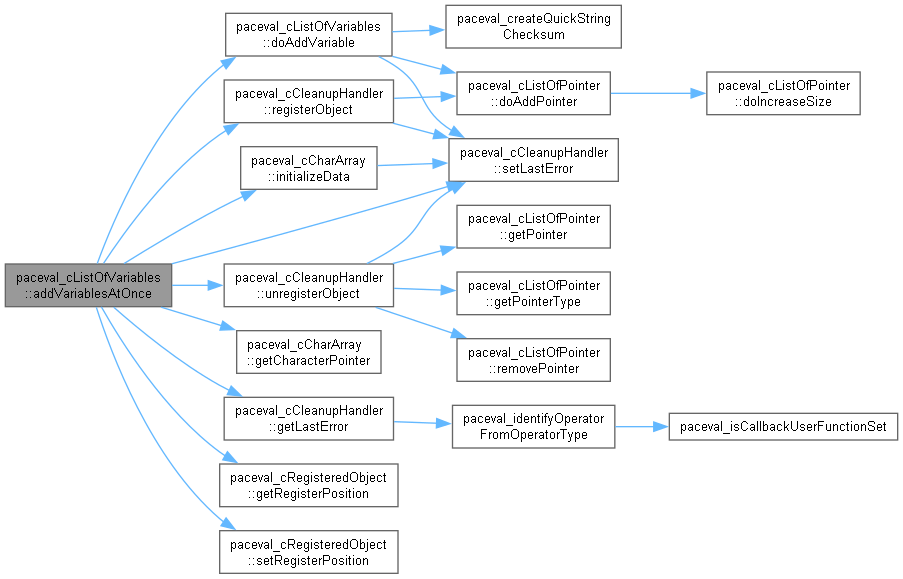 paceval_cListOfVariables
::addVariablesAtOnce
paceval_cListOfVariables
::doAddVariable
paceval_cCleanupHandler
::registerObject
paceval_cCharArray
::initializeData
paceval_cCleanupHandler
::unregisterObject
paceval_cCharArray
::getCharacterPointer
paceval_cCleanupHandler
::getLastError
paceval_cRegisteredObject
::getRegisterPosition
paceval_cRegisteredObject
::setRegisterPosition
paceval_createQuickString
Checksum
paceval_cListOfPointer
::doAddPointer
paceval_cCleanupHandler
::setLastError
paceval_cListOfPointer
::getPointer
paceval_cListOfPointer
::getPointerType
paceval_cListOfPointer
::removePointer
paceval_identifyOperator
FromOperatorType
paceval_cListOfPointer
::doIncreaseSize
paceval_isCallbackUserFunctionSet